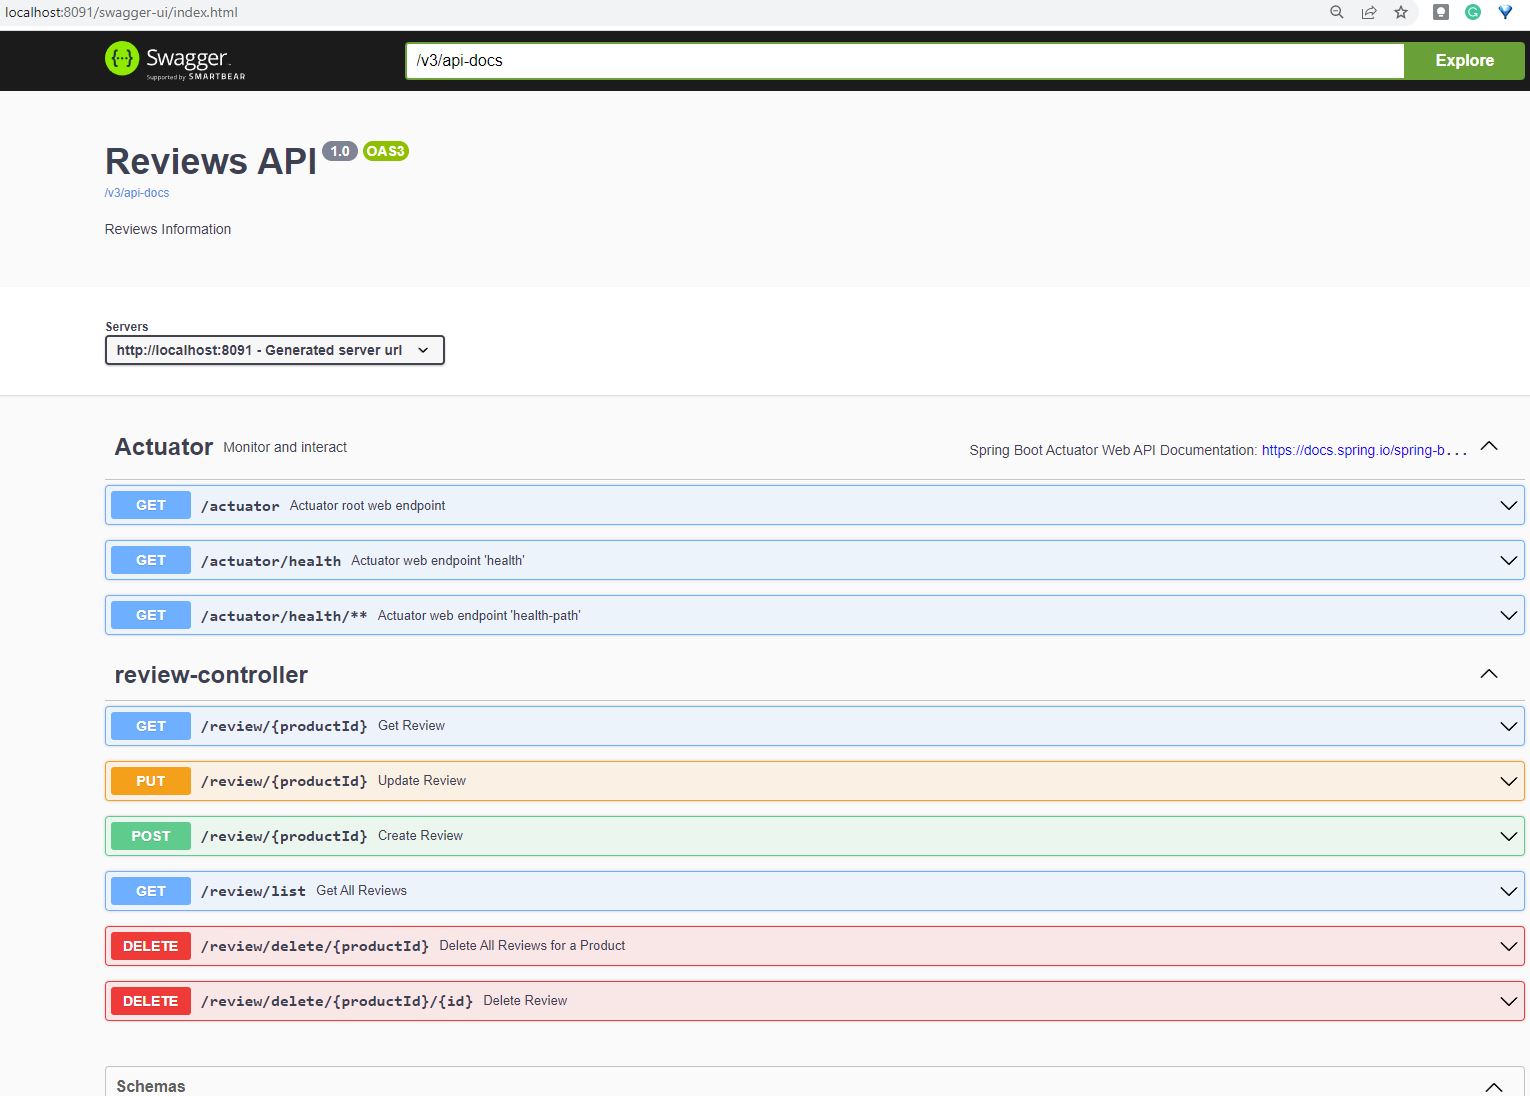 localhost:8091/swagger-ui/index.html
Swagger.
Supported by SMARTBEAR
/v3/api-docs
Explore
Reviews API 1.0 OAS3
/v3/api-docs
Reviews Information
Servers
http://localhost:8091 - Generated server url
Actuator Monitor and interact Spring Boot Actuator Web API Documentation: https://docs.spring.io/spring-b...
GET /actuator Actuator root web endpoint
GET /actuator/health Actuator web endpoint 'health'
GET /actuator/health/** Actuator web endpoint 'health-path'
review-controller
GET /review/{productId} Get Review
PUT /review/{productId} Update Review
POST /review/{productId} Create Review
GET /review/list Get All Reviews
DELETE /review/delete/{productId} Delete All Reviews for a Product
DELETE /review/delete/{productId}/{id} Delete Review
Schemas